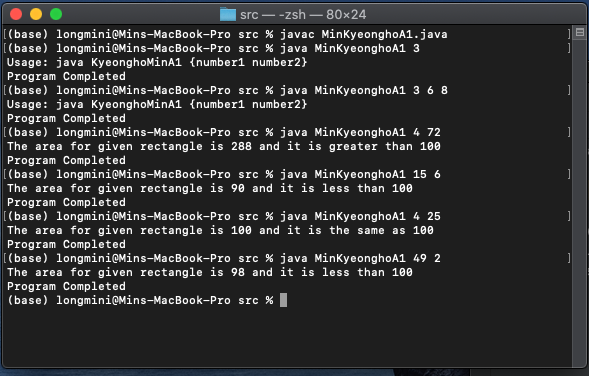 src — -zsh — 80×24
[(base) longmini@Mins-MacBook-Pro src % javac MinKyeonghoA1.java ]
[(base) longmini@Mins-MacBook-Pro src % java MinKyeonghoA1 3 ]
Usage: java KyeonghoMinA1 {number1 number2}
Program Completed
[(base) longmini@Mins-MacBook-Pro src % java MinKyeonghoA1 3 6 8 ]
Usage: java KyeonghoMinA1 {number1 number2}
Program Completed
[(base) longmini@Mins-MacBook-Pro src % java MinKyeonghoA1 4 72 ]
The area for given rectangle is 288 and it is greater than 100
Program Completed
[(base) longmini@Mins-MacBook-Pro src % java MinKyeonghoA1 15 6 ]
The area for given rectangle is 90 and it is less than 100
Program Completed
[(base) longmini@Mins-MacBook-Pro src % java MinKyeonghoA1 4 25 ]
The area for given rectangle is 100 and it is the same as 100
Program Completed
[(base) longmini@Mins-MacBook-Pro src % java MinKyeonghoA1 49 2 ]
The area for given rectangle is 98 and it is less than 100
Program Completed
(base) longmini@Mins-MacBook-Pro src %